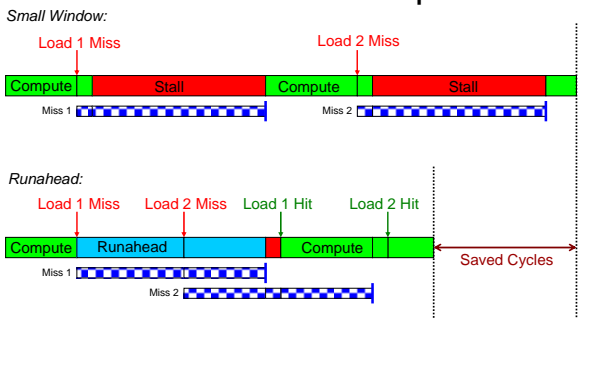 Small Window:
Load 1 Miss
Load 2 Miss
Compute
Stall
Compute
Stall
Miss 1
Miss 2
Runahead:
Load 1 Miss
Load 2 Miss
Load 1 Hit
Load 2 Hit
Compute
Runahead
Compute
Saved Cycles
Miss 1
Miss 2